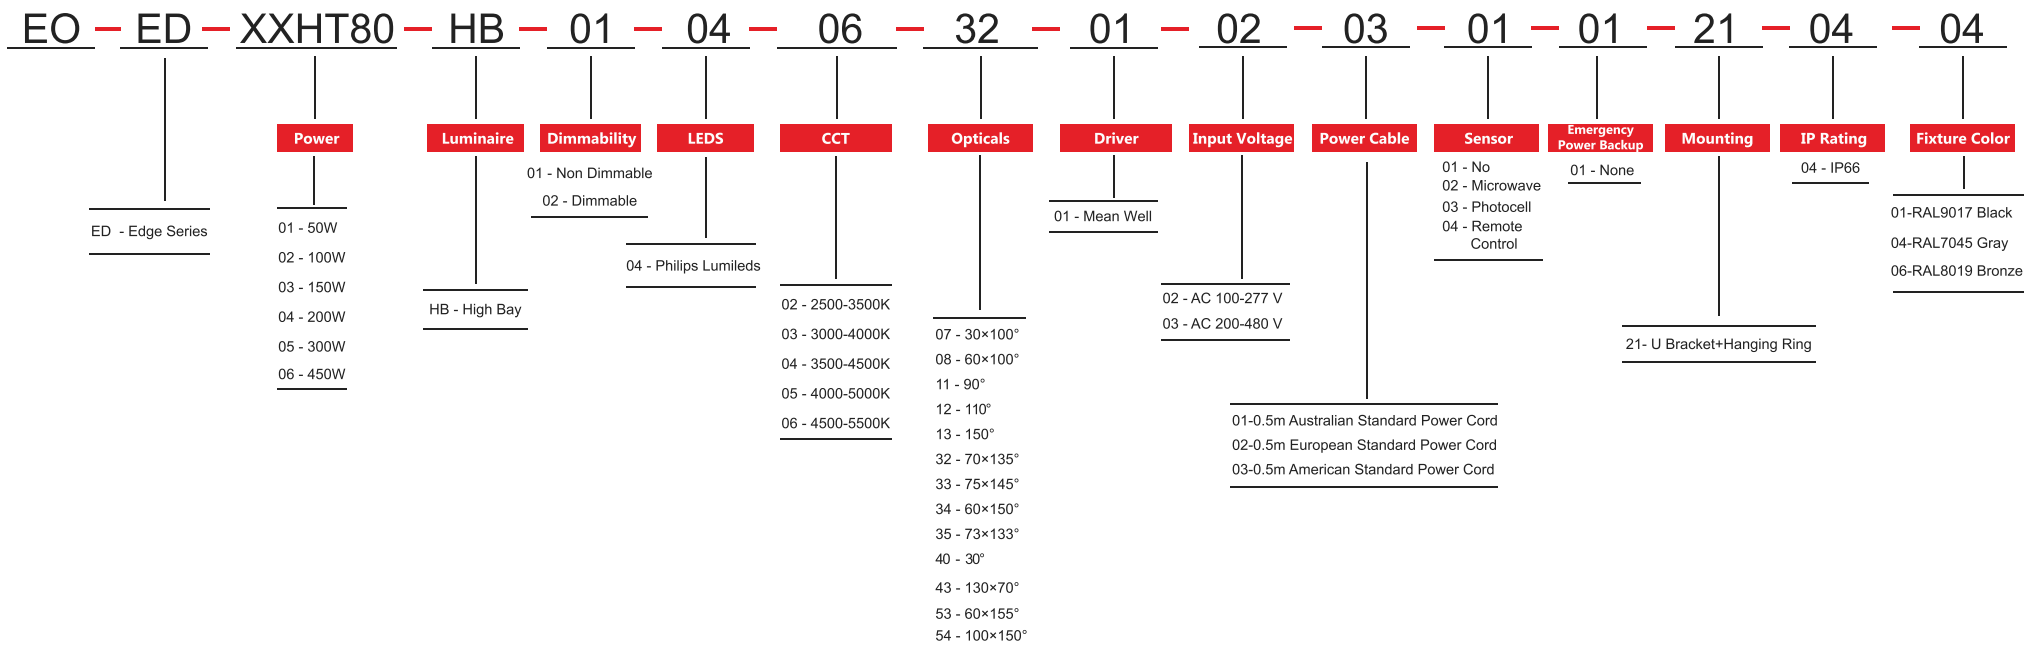 EO — ED — XXHT80 — HB — 01 — 04 — 06 — 32 — 01 — 02 — 03 — 01 — 01 — 21 — 04 — 04
ED - Edge Series
Power
01 - 50W
02 - 100W
03 - 150W
04 - 200W
05 - 300W
06 - 450W
Luminaire
HB - High Bay
Dimmability
01 - Non Dimmable
02 - Dimmable
LEDS
04 - Philips Lumileds
CCT
02 - 2500-3500K
03 - 3000-4000K
04 - 3500-4500K
05 - 4000-5000K
06 - 4500-5500K
Opticals
07 - 30×100°
08 - 60×100°
11 - 90°
12 - 110°
13 - 150°
32 - 70×135°
33 - 75×145°
34 - 60×150°
35 - 73×133°
40 - 30°
43 - 130×70°
53 - 60×155°
54 - 100×150°
Driver
01 - Mean Well
Input Voltage
02 - AC 100-277 V
03 - AC 200-480 V
Power Cable
01-0.5m Australian Standard Power Cord
02-0.5m European Standard Power Cord
03-0.5m American Standard Power Cord
Sensor
01 - No
02 - Microwave
03 - Photocell
04 - Remote
Control
Emergency
Power Backup
01 - None
Mounting
21- U Bracket+Hanging Ring
IP Rating
04 - IP66
Fixture Color
01-RAL9017 Black
04-RAL7045 Gray
06-RAL8019 Bronze